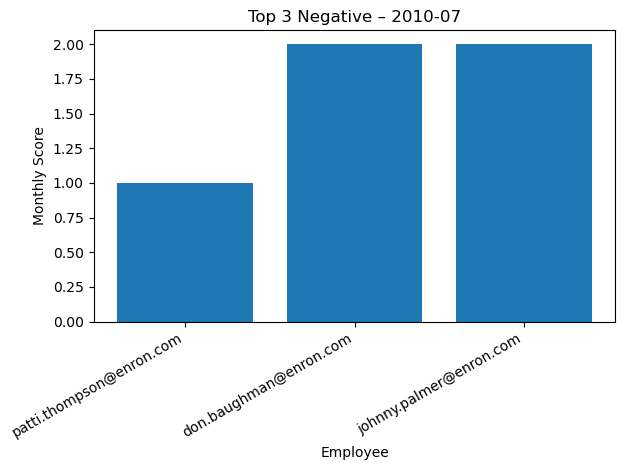 Top 3 Negative – 2010-07
Monthly Score
2.00
1.75
1.50
1.25
1.00
0.75
0.50
0.25
0.00
patti.thompson@enron.com
don.baughman@enron.com
johnny.palmer@enron.com
Employee